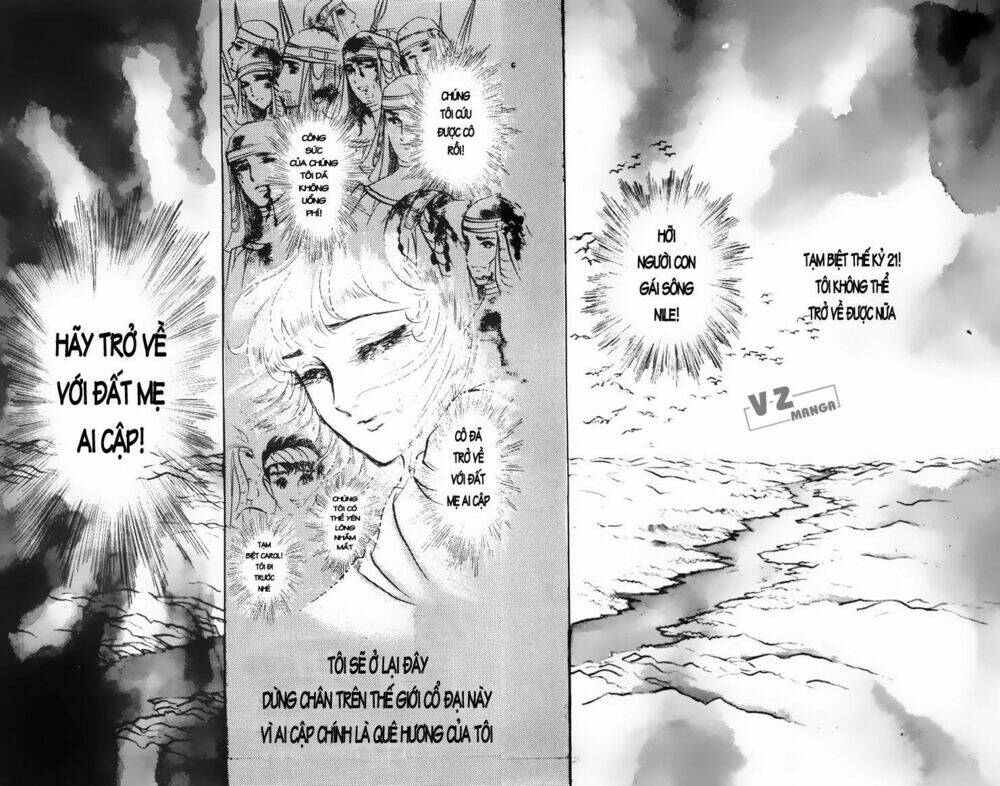 TẠM BIỆT THẾ KỶ 21!
TÔI KHÔNG THỂ
TRỞ VỀ ĐƯỢC NỮA
HỠI
NGƯỜI CON
GÁI SÔNG
NILE!
V-Z
MANGA
CHÚNG
TÔI CỨU
ĐƯỢC CÔ
RỒI!
CÔNG
SỨC
CỦA CHÚNG
TÔI DÃ
KHÔNG
UỔNG
PHÍ!
CÔ ĐÃ
TRỞ VỀ
VỚI ĐẤT
MẸ AI CẬP
CHÚNG
TÔI CÓ
THỂ YÊN
LÒNG
NHẮM
MẮT
TẠM
BIỆT CAROL!
TÔI ĐI
TRƯỚC
NHÉ
TÔI SẼ Ở LẠI ĐÂY
DỪNG CHÂN TRÊN THẾ GIỚI CỔ ĐẠI NÀY
VÌ AI CẬP CHÍNH LÀ QUÊ HƯƠNG CỦA TÔI
HÃY TRỞ VỀ
VỚI ĐẤT MẸ
AI CẬP!